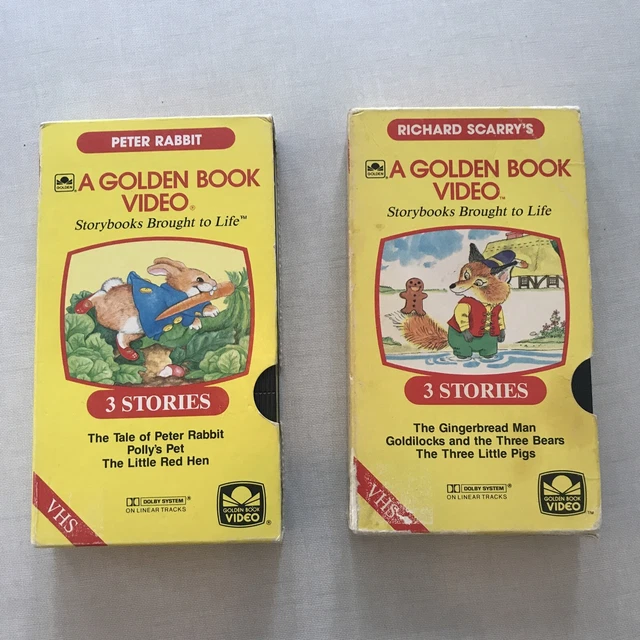 PETER RABBIT
GOLDEN
A GOLDEN BOOK
VIDEO®
Storybooks Brought to Life™
3 STORIES
The Tale of Peter Rabbit
Polly's Pet
The Little Red Hen
VHS
DOLBY SYSTEM®
ON LINEAR TRACKS
GOLDEN BOOK
VIDEO®
RICHARD SCARRY'S
GOLDEN
A GOLDEN BOOK
VIDEO™
Storybooks Brought to Life
3 STORIES
The Gingerbread Man
Goldilocks and the Three Bears
The Three Little Pigs
VHS
DOLBY SYSTEM®
ON LINEAR TRACKS
GOLDEN BOOK
VIDEO™